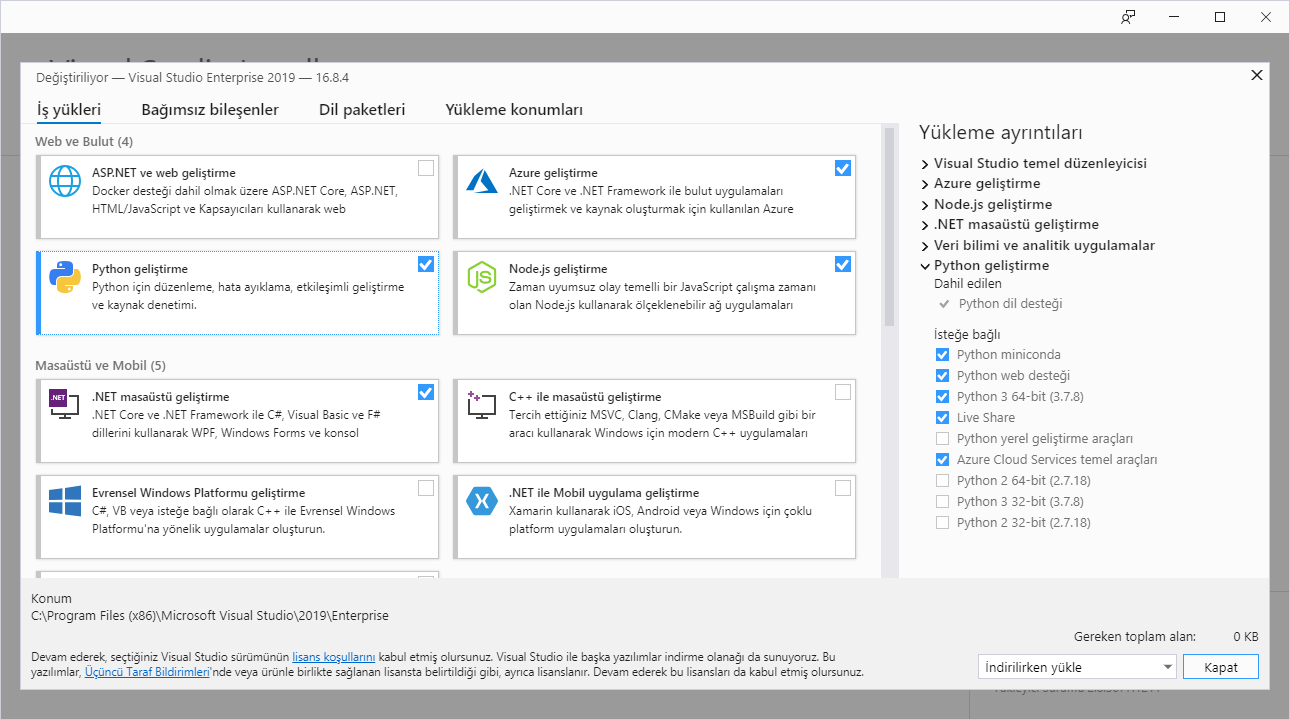 Değiştiriliyor — Visual Studio Enterprise 2019 — 16.8.4
İş yükleri
Bağımsız bileşenler
Dil paketleri
Yükleme konumları
Web ve Bulut (4)
ASP.NET ve web geliştirme
Docker desteği dahil olmak üzere ASP.NET Core, ASP.NET,
HTML/JavaScript ve Kapsayıcıları kullanarak web
Azure geliştirme
.NET Core ve .NET Framework ile bulut uygulamaları
geliştirmek ve kaynak oluşturmak için kullanılan Azure
Python geliştirme
Python için düzenleme, hata ayıklama, etkileşimli geliştirme
ve kaynak denetimi.
Node.js geliştirme
Zaman uyumsuz olay temelli bir JavaScript çalışma zamanı
olan Node.js kullanarak ölçeklenebilir ağ uygulamaları
Masaüstü ve Mobil (5)
.NET
.NET masaüstü geliştirme
.NET Core ve .NET Framework ile C#, Visual Basic ve F#
dillerini kullanarak WPF, Windows Forms ve konsol
C++ ile masaüstü geliştirme
Tercih ettiğiniz MSVC, Clang, CMake veya MSBuild gibi bir
aracı kullanarak Windows için modern C++ uygulamaları
Evrensel Windows Platformu geliştirme
C#, VB veya isteğe bağlı olarak C++ ile Evrensel Windows
Platformu'na yönelik uygulamalar oluşturun.
.NET ile Mobil uygulama geliştirme
Xamarin kullanarak iOS, Android veya Windows için çoklu
platform uygulamaları oluşturun.
Yükleme ayrıntıları
Visual Studio temel düzenleyicisi
Azure geliştirme
Node.js geliştirme
.NET masaüstü geliştirme
Veri bilimi ve analitik uygulamalar
Python geliştirme
Dahil edilen
Python dil desteği
İsteğe bağlı
Python miniconda
Python web desteği
Python 3 64-bit (3.7.8)
Live Share
Python yerel geliştirme araçları
Azure Cloud Services temel araçları
Python 2 64-bit (2.7.18)
Python 3 32-bit (3.7.8)
Python 2 32-bit (2.7.18)
Konum
C:\Program Files (x86)\Microsoft Visual Studio\2019\Enterprise
Gereken toplam alan: 0 KB
Devam ederek, seçtiğiniz Visual Studio sürümünün lisans koşullarını kabul etmiş olursunuz. Visual Studio ile başka yazılımlar indirme olanağı da sunuyoruz. Bu
yazılımlar, Üçüncü Taraf Bildirimleri'nde veya ürünle birlikte sağlanan lisansta belirtildiği gibi, ayrıca lisanslanır. Devam ederek bu lisansları da kabul etmiş olursunuz.
İndirilirken yükle
Kapat